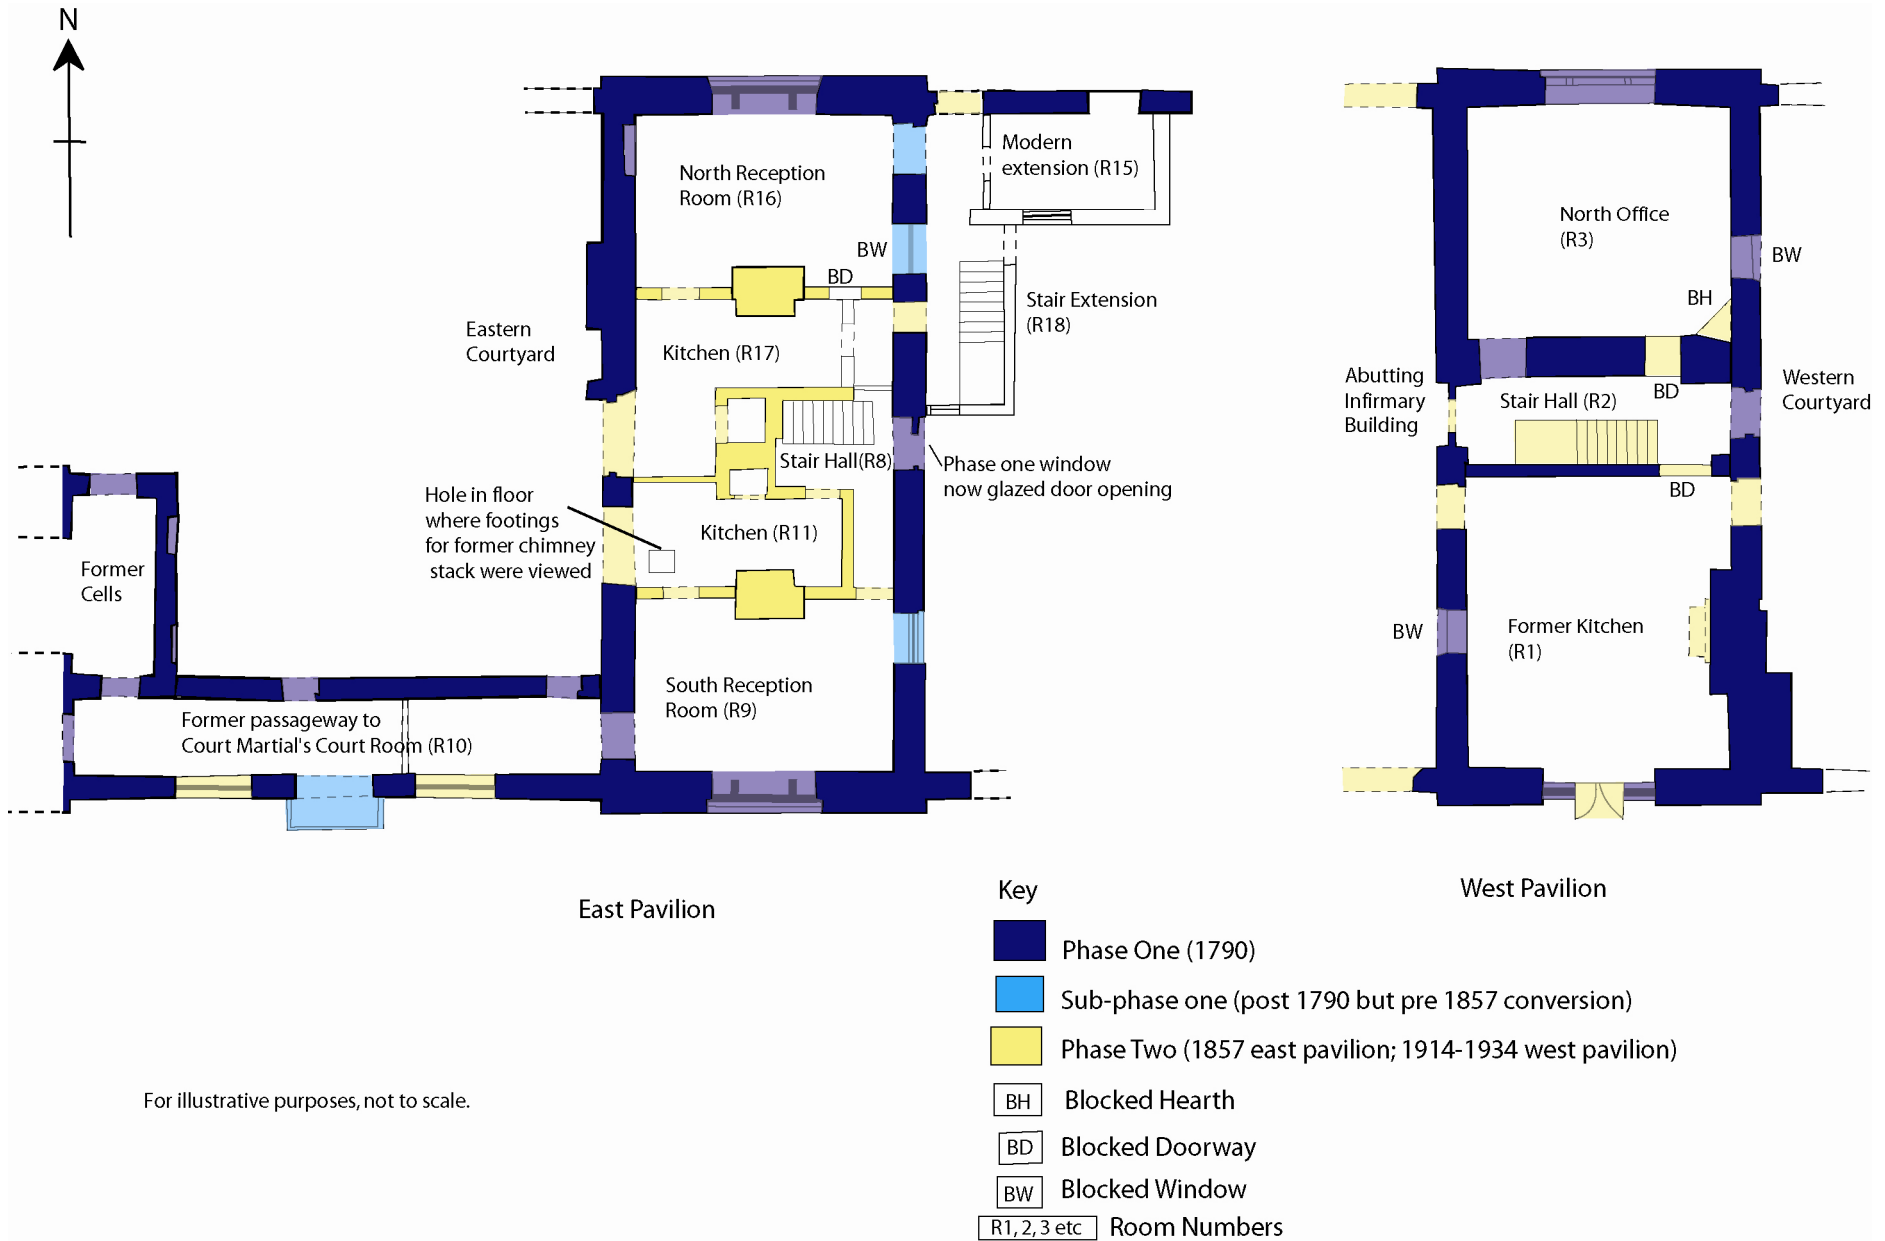 N
North Reception
Room (R16)
BW
BD
Modern
extension (R15)
Stair Extension
(R18)
Eastern
Courtyard
Kitchen (R17)
Stair Hall(R8)
Phase one window
now glazed door opening
Hole in floor
where footings
for former chimney
stack were viewed
Kitchen (R11)
Former
Cells
South Reception
Room (R9)
Former passageway to
Court Martial's Court Room (R10)
East Pavilion
North Office
(R3)
BW
BH
Abutting
Infirmary
Building
BD
Stair Hall (R2)
Western
Courtyard
BD
BW
Former Kitchen
(R1)
West Pavilion
Key
Phase One (1790)
Sub-phase one (post 1790 but pre 1857 conversion)
Phase Two (1857 east pavilion; 1914-1934 west pavilion)
BH Blocked Hearth
BD Blocked Doorway
BW Blocked Window
R1, 2, 3 etc Room Numbers
For illustrative purposes, not to scale.